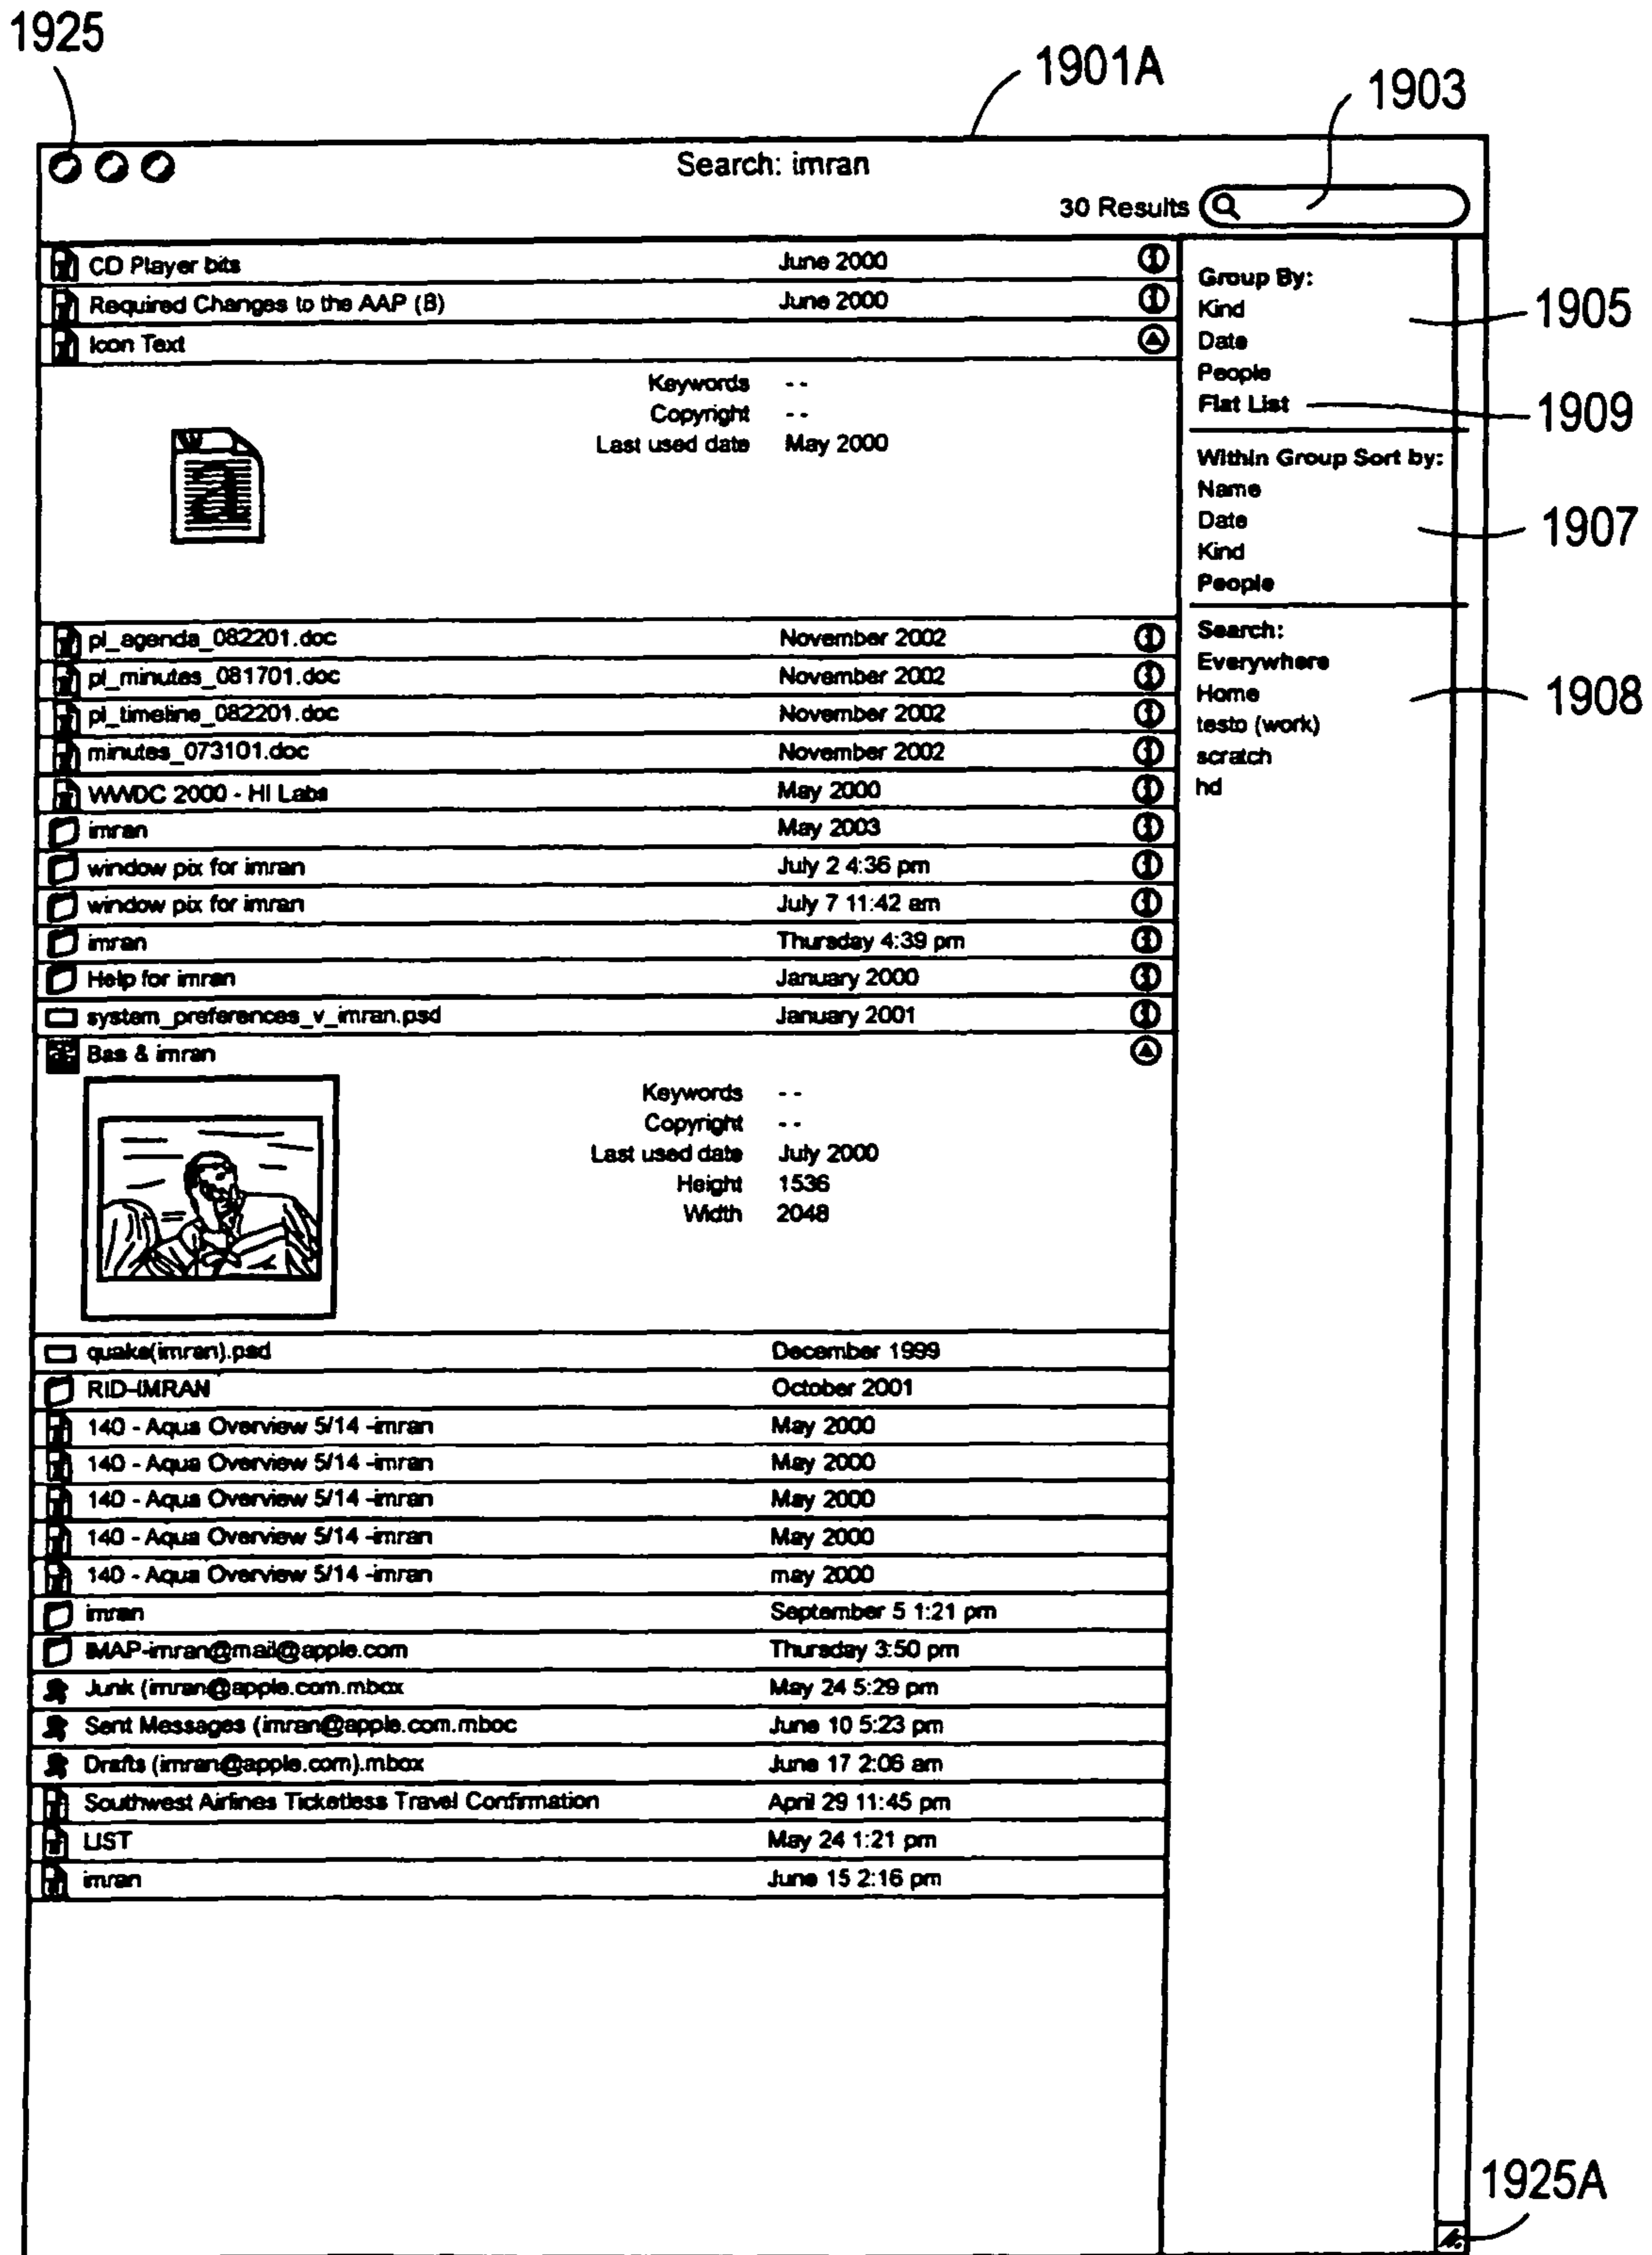 1925
1901A
1903
Search: imran
30 Results
CD Player bits June 2000
Required Changes to the AAP (8) June 2000
Icon Text
Keywords - -
Copyright - -
Last used date May 2000
pl_agenda_082201.doc November 2002
pl_minutes_081701.doc November 2002
pl_timeline_082201.doc November 2002
minutes_073101.doc November 2002
WWDC 2000 - HI Labs May 2000
imran May 2003
window pix for imran July 2 4:36 pm
window pix for imran July 7 11:42 am
imran Thursday 4:39 pm
Help for imran January 2000
system_preferences_v_imran.psd January 2001
Bas & imran
Keywords - -
Copyright - -
Last used date July 2000
Height 1536
Width 2048
quake(imran).psd December 1999
RID-IMRAN October 2001
140 - Aqua Overview 5/14 -imran May 2000
140 - Aqua Overview 5/14 -imran May 2000
140 - Aqua Overview 5/14 -imran May 2000
140 - Aqua Overview 5/14 -imran May 2000
140 - Aqua Overview 5/14 -imran may 2000
imran September 5 1:21 pm
IMAP-imran@mail@apple.com Thursday 3:50 pm
Junk (imran@apple.com.mbox May 24 5:29 pm
Sent Messages (imran@apple.com.mboc June 10 5:23 pm
Drafts (imran@apple.com).mbox June 17 2:06 am
Southwest Airlines Ticketless Travel Confirmation April 29 11:45 pm
LIST May 24 1:21 pm
imran June 15 2:16 pm
Group By:
Kind
Date
People
Flat List
Within Group Sort by:
Name
Date
Kind
People
Search:
Everywhere
Home
testo (work)
scratch
hd
1905
1909
1907
1908
1925A